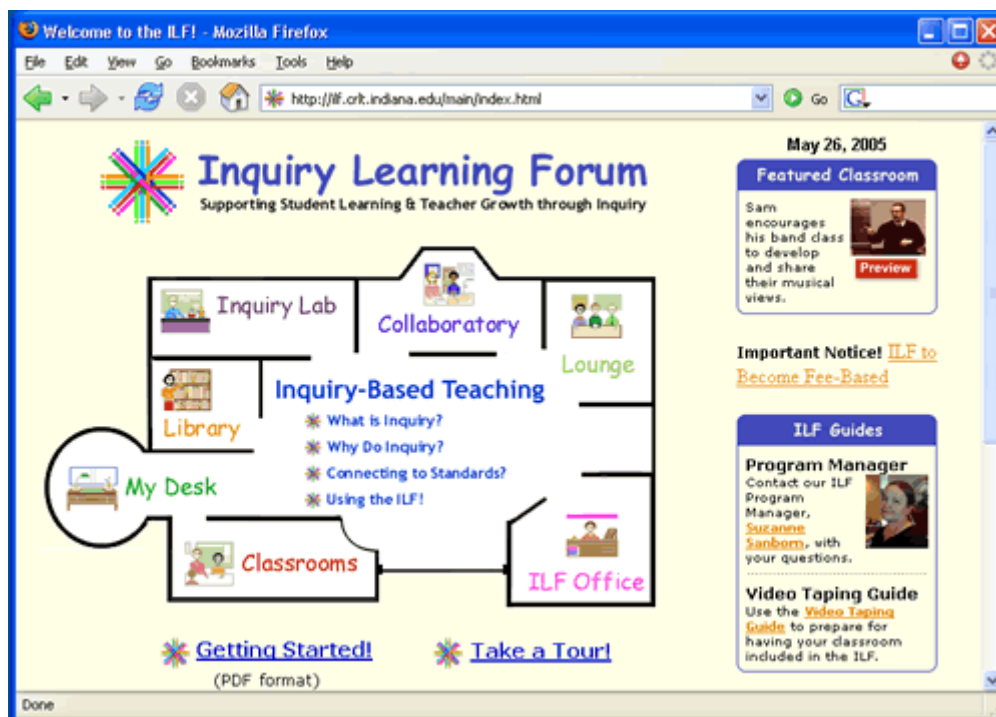 Welcome to the ILF! - Mozilla Firefox
File Edit View Go Bookmarks Tools Help
http://ilf.crlt.indiana.edu/main/index.html
Go
G
May 26, 2005
Inquiry Learning Forum
Supporting Student Learning & Teacher Growth through Inquiry
Featured Classroom
Sam
encourages
his band class
to develop
and share
their musical
views.
Preview
Inquiry Lab
Collaboratory
Lounge
Library
My Desk
Classrooms
ILF Office
Inquiry-Based Teaching
What is Inquiry?
Why Do Inquiry?
Connecting to Standards?
Using the ILF!
Important Notice! ILF to
Become Fee-Based
ILF Guides
Program Manager
Contact our ILF
Program
Manager,
Suzanne
Sanborn, with
your questions.
Video Taping Guide
Use the Video Taping
Guide to prepare for
having your classroom
included in the ILF.
Getting Started!
(PDF format)
Take a Tour!
Done